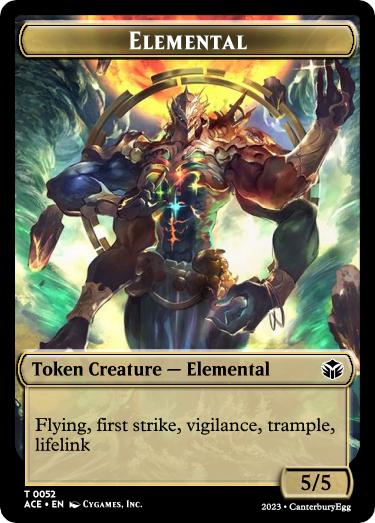 Elemental
Token Creature — Elemental
Flying, first strike, vigilance, trample,
lifelink
5/5
T 0052
ACE • EN Cygames, Inc.
2023 • CanterburyEgg